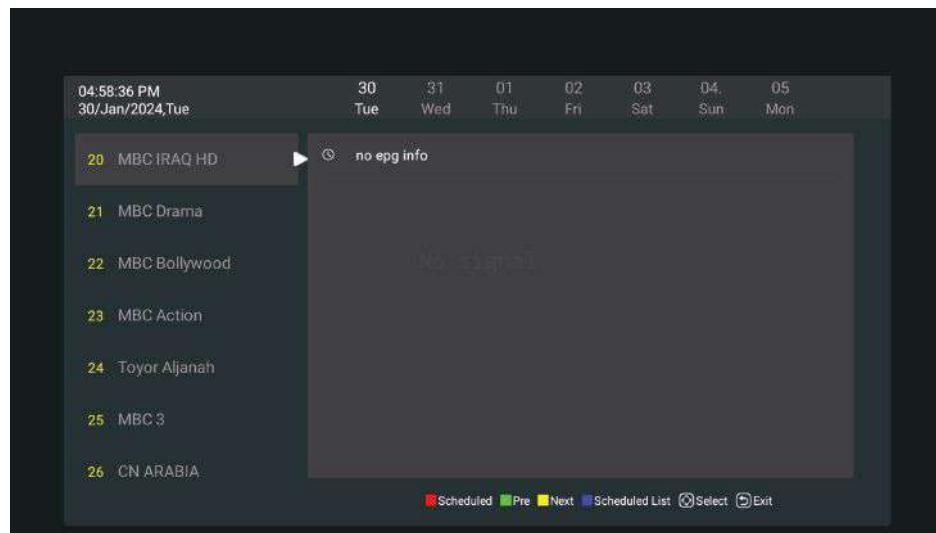 04:58:36 PM
30/Jan/2024,Tue
30 31 01 02 03 04. 05
Tue Wed Thu Fri Sat Sun Mon
20 MBC IRAQ HD
no epg info
21 MBC Drama
22 MBC Bollywood
No signal
23 MBC Action
24 Toyor Aljanah
25 MBC 3
26 CN ARABIA
Scheduled Pre Next Scheduled List Select Exit